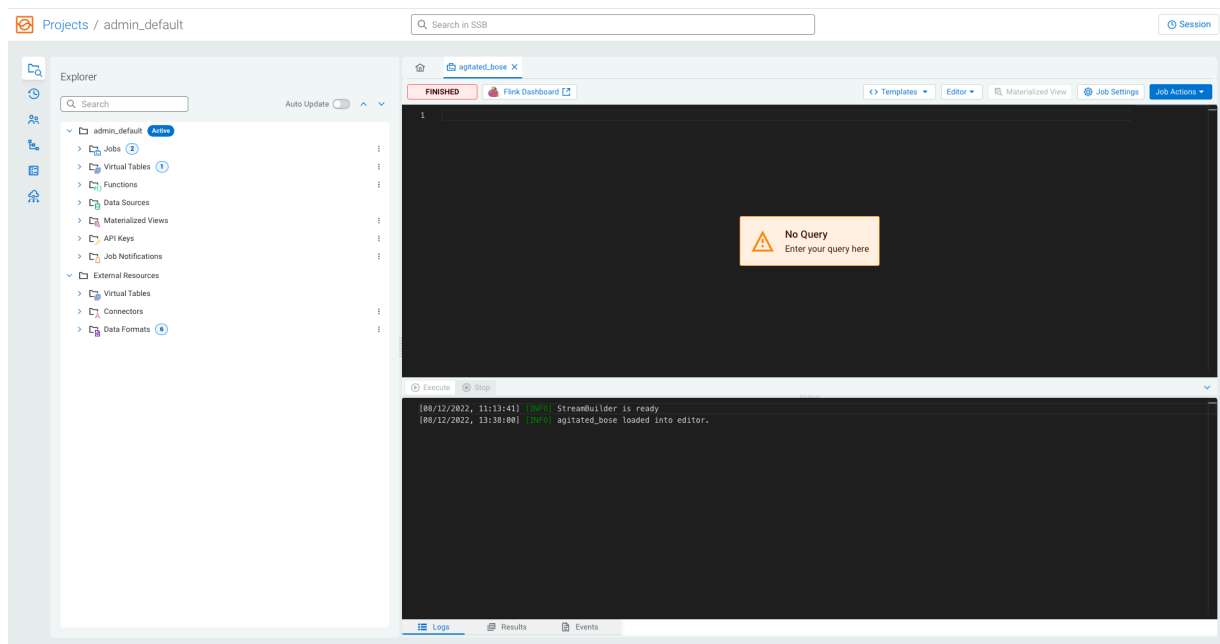 Projects / admin_default
Search in SSB
Session
Explorer
Search
Auto Update
admin_default Active
Jobs 2
Virtual Tables 1
Functions
Data Sources
Materialized Views
API Keys
Job Notifications
External Resources
Virtual Tables
Connectors
Data Formats 6
agitated_bose
FINISHED
Flink Dashboard
<> Templates
Editor
Materialized View
Job Settings
Job Actions
1
No Query
Enter your query here
Execute
Stop
[08/12/2022, 11:13:41] [INFO] StreamBuilder is ready
[08/12/2022, 13:38:00] [INFO] agitated_bose loaded into editor.
Logs
Results
Events